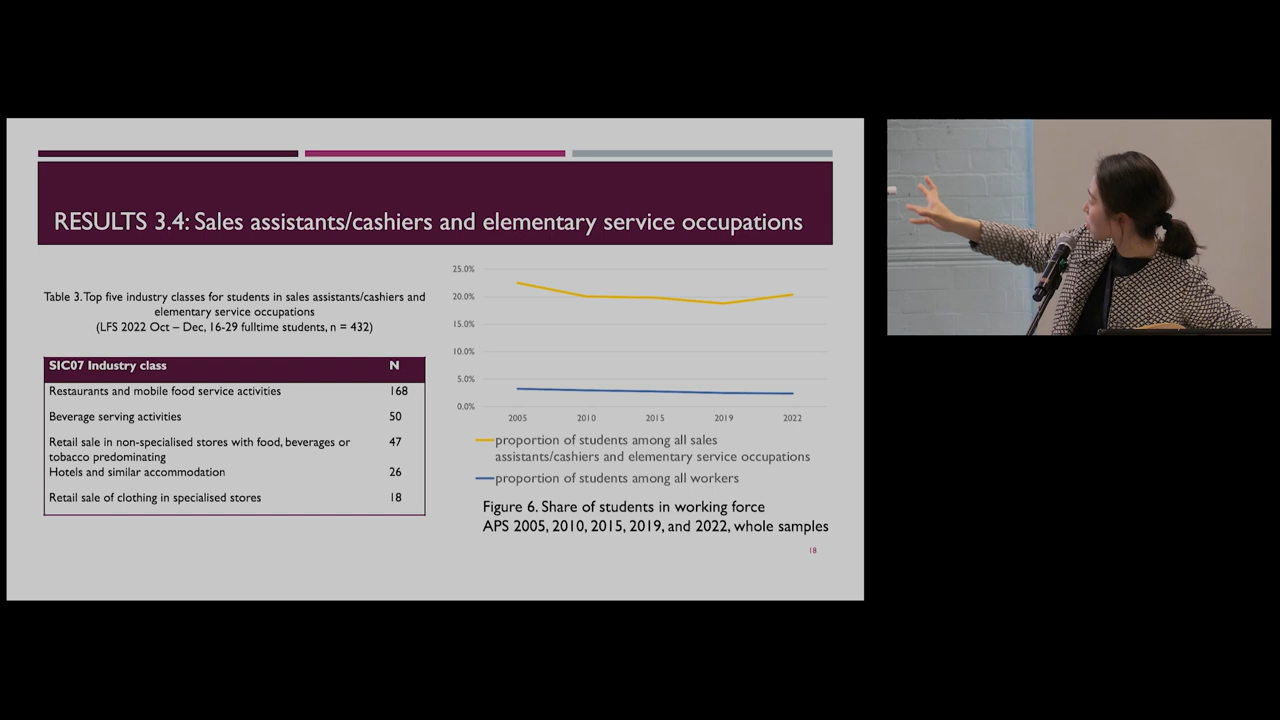 RESULTS 3.4: Sales assistants/cashiers and elementary service occupations
Table 3. Top five industry classes for students in sales assistants/cashiers and
elementary service occupations
(LFS 2022 Oct – Dec, 16-29 fulltime students, n = 432)
SIC07 Industry class N
Restaurants and mobile food service activities 168
Beverage serving activities 50
Retail sale in non-specialised stores with food, beverages or
tobacco predominating 47
Hotels and similar accommodation 26
Retail sale of clothing in specialised stores 18
25.0%
20.0%
15.0%
10.0%
5.0%
0.0%
2005 2010 2015 2019 2022
proportion of students among all sales
assistants/cashiers and elementary service occupations
proportion of students among all workers
Figure 6. Share of students in working force
APS 2005, 2010, 2015, 2019, and 2022, whole samples
18